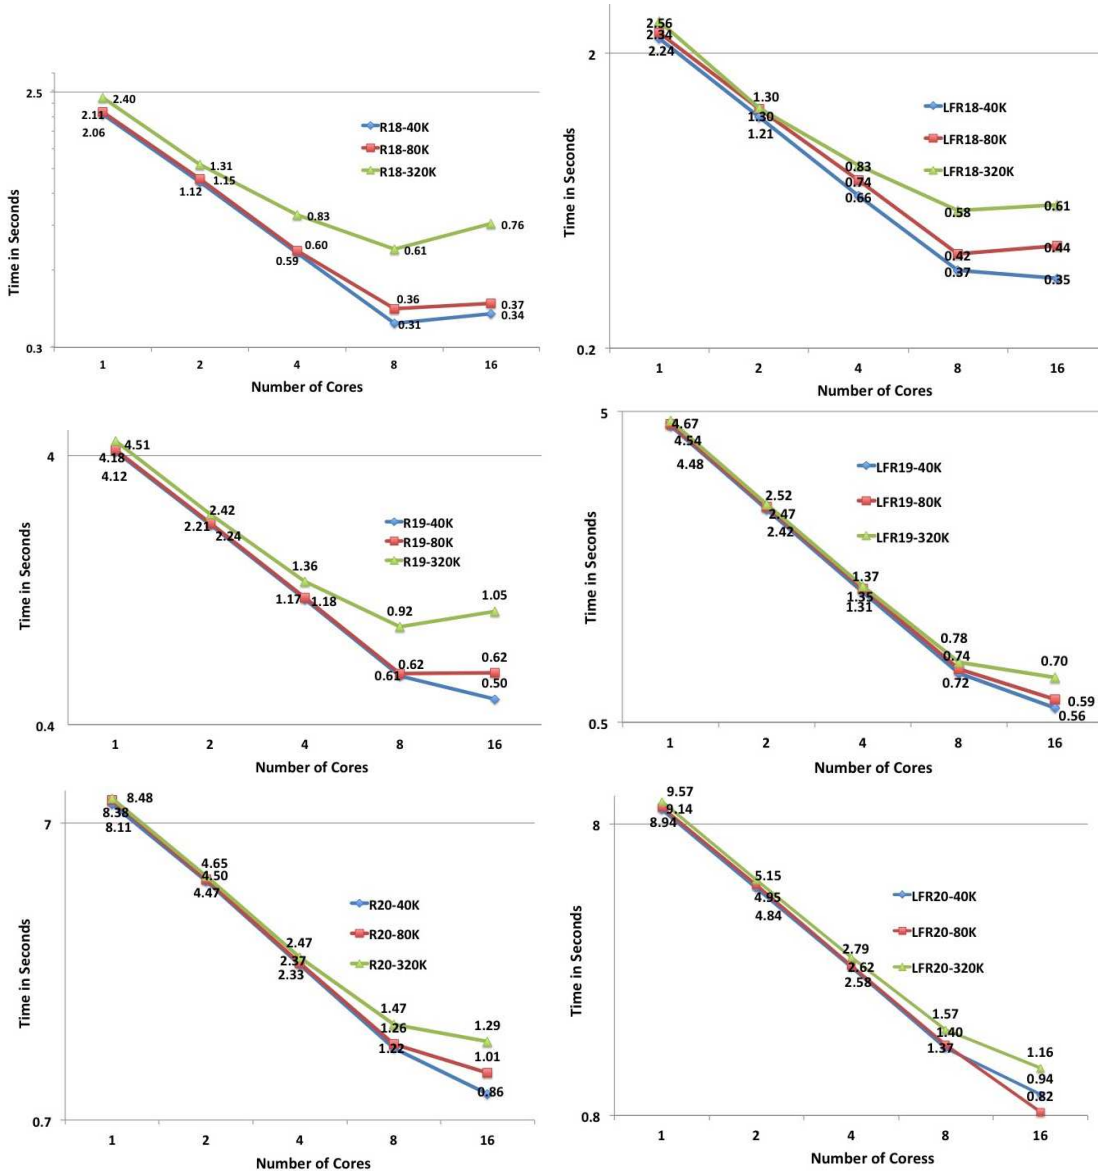 2.5
0.3
Time in Seconds
2.40
2.11
2.06
1.31
1.15
1.12
0.83
0.60
0.59
0.61
0.36
0.31
0.76
0.37
0.34
R18-40K
R18-80K
R18-320K
1 2 4 8 16
Number of Cores
2
0.2
Time in Seconds
2.56
2.34
2.24
1.30
1.30
1.21
0.83
0.74
0.66
0.58
0.42
0.37
0.61
0.44
0.35
LFR18-40K
LFR18-80K
LFR18-320K
1 2 4 8 16
Number of Cores
4
0.4
Time in Seconds
4.51
4.18
4.12
2.42
2.21
2.24
1.36
1.17
1.18
0.92
0.62
0.61
1.05
0.62
0.50
R19-40K
R19-80K
R19-320K
1 2 4 8 16
Number of Cores
5
0.5
Time in Seconds
4.67
4.54
4.48
2.52
2.47
2.42
1.37
1.35
1.31
0.78
0.74
0.72
0.70
0.59
0.56
LFR19-40K
LFR19-80K
LFR19-320K
1 2 4 8 16
Number of Cores
7
0.7
Time in Seconds
8.48
8.38
8.11
4.65
4.50
4.47
2.47
2.37
2.33
1.47
1.26
1.22
1.29
1.01
0.86
R20-40K
R20-80K
R20-320K
1 2 4 8 16
Number of Cores
8
0.8
Time in Seconds
9.57
9.14
8.94
5.15
4.95
4.84
2.79
2.62
2.58
1.57
1.40
1.37
1.16
0.94
0.82
LFR20-40K
LFR20-80K
LFR20-320K
1 2 4 8 16
Number of Coress